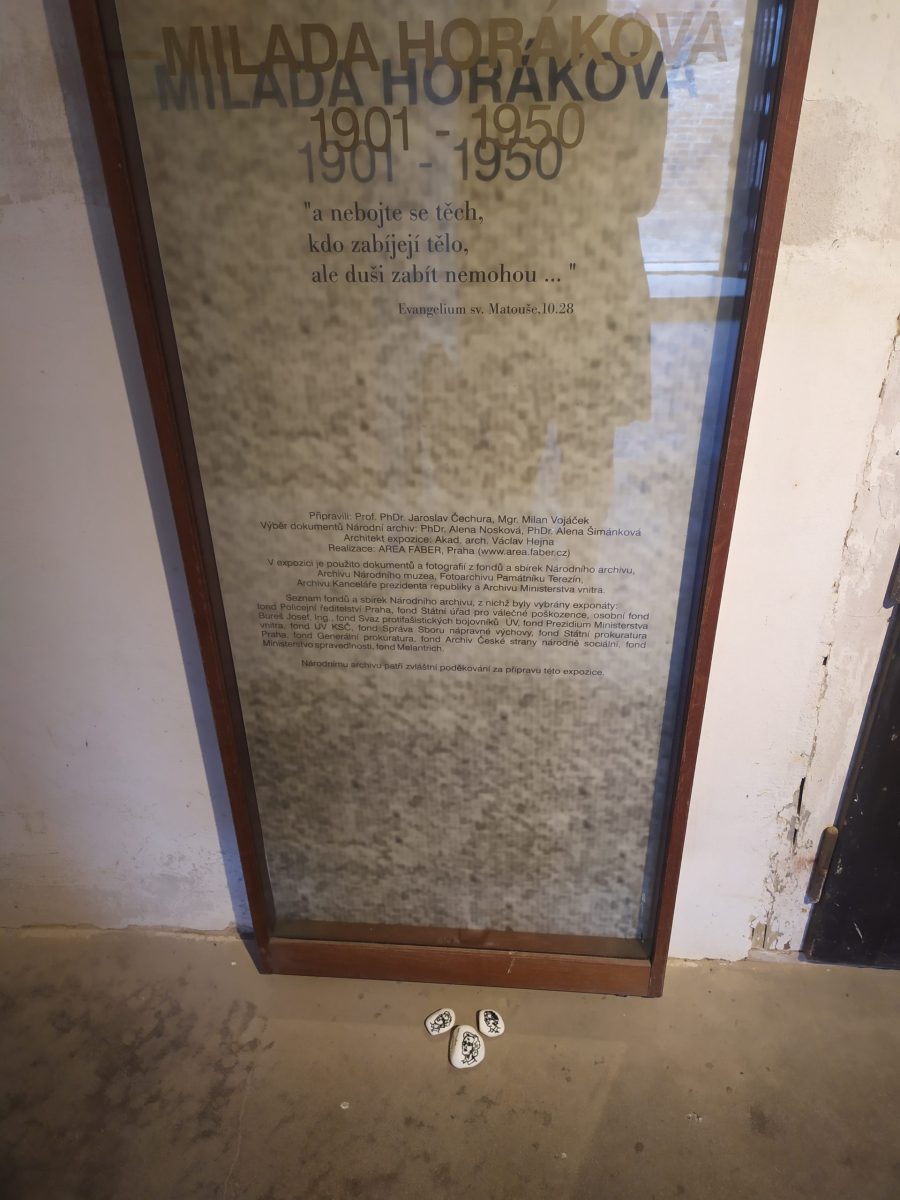 MILADA HORÁKOVÁ
1901 - 1950
"a nebojte se těch,
kdo zabíjejí tělo,
ale duši zabít nemohou ... "
Evangelium sv. Matouše,10.28
Připravili: Prof. PhDr. Jaroslav Čechura, Mgr. Milan Vojáček
Výběr dokumentů Národní archiv: PhDr. Alena Nosková, PhDr. Alena Šimánková
Architekt expozice: Akad. arch. Václav Hejna
Realizace: AREA FABER, Praha (www.area.faber.cz)
V expozici je použito dokumentů a fotografií z fondů a sbírek Národního archivu,
Archivu Národního muzea, Fotoarchivu Památníku Terezín,
Archivu Kanceláře prezidenta republiky a Archivu Ministerstva vnitra.
Seznam fondů a sbírek Národního archivu, z nichž byly vybrány exponáty:
fond Policejní ředitelství Praha, fond Státní úřad pro válečné poškozence, osobní fond
Bureš Josef, Ing., fond Svaz protifašistických bojovníků ÚV, fond Prezidium Ministerstva
vnitra, fond ÚV KSČ, fond Správa Sboru nápravné výchovy, fond Státní prokuratura
Praha, fond Generální prokuratura, fond Archiv České strany národně sociální, fond
Ministerstvo spravedlnosti, fond Melantrich.
Národnímu archivu patří zvláštní poděkování za přípravu této expozice.